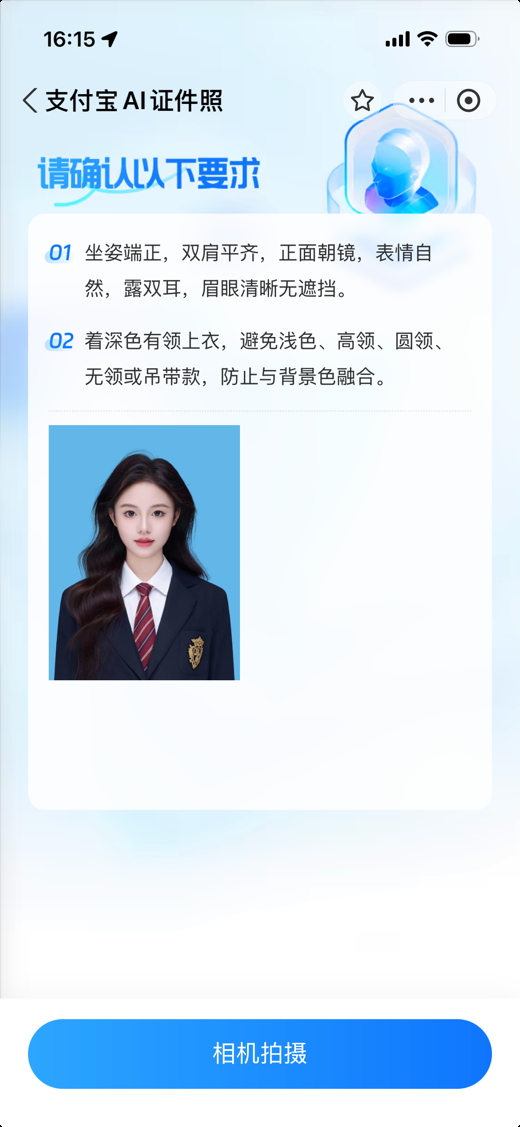 16:15
支付宝AI证件照
请确认以下要求
01 坐姿端正，双肩平齐，正面朝镜，表情自
然，露双耳，眉眼清晰无遮挡。
02 着深色有领上衣，避免浅色、高领、圆领、
无领或吊带款，防止与背景色融合。
相机拍摄